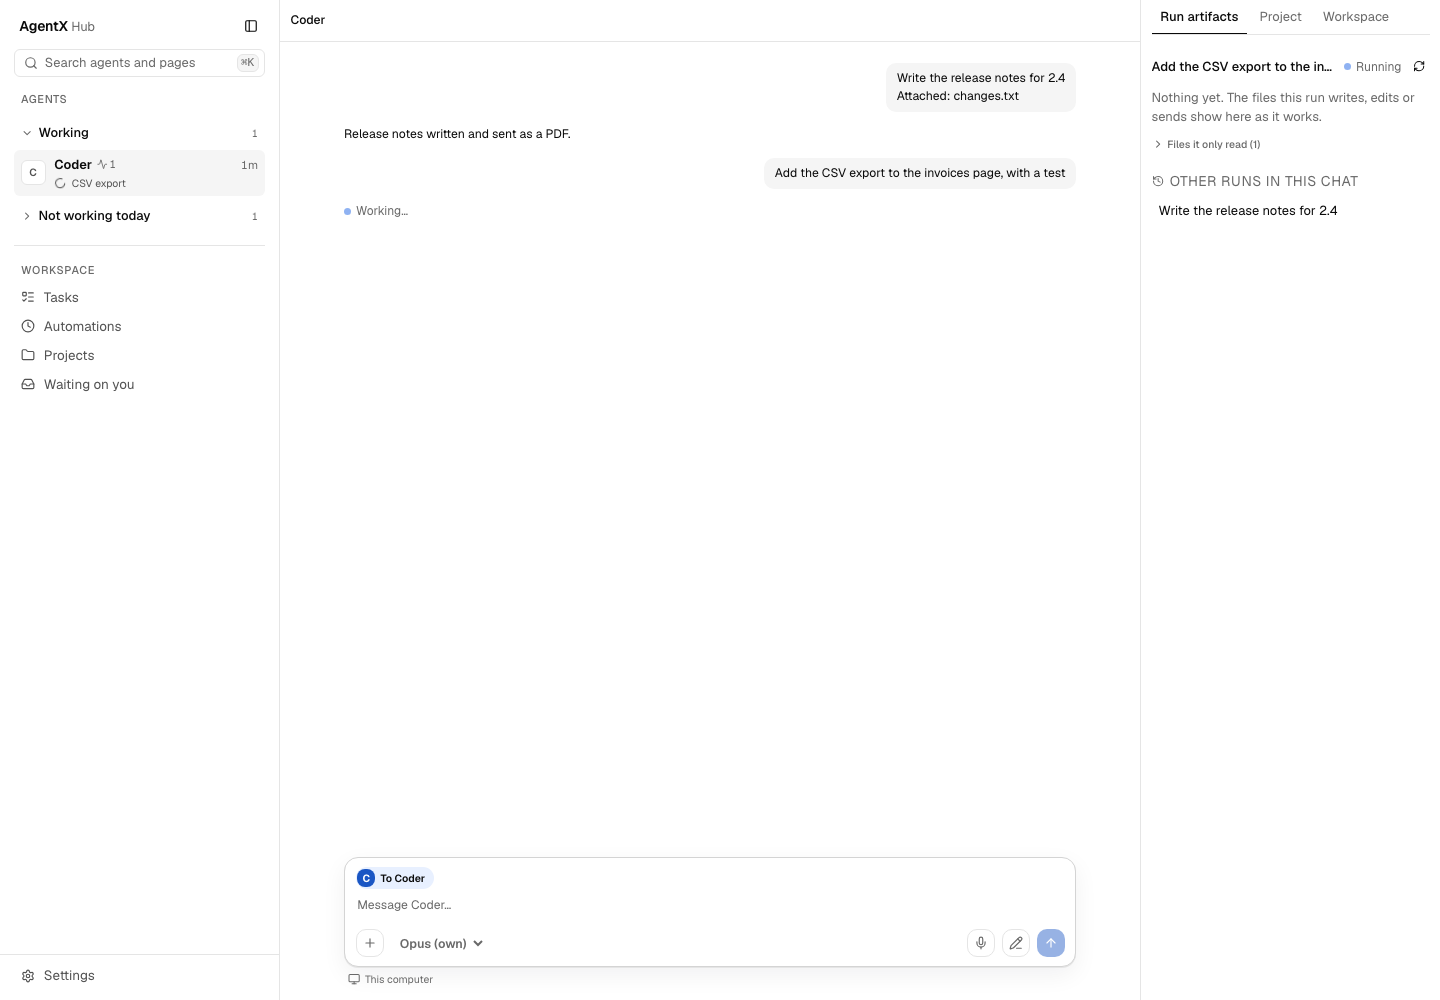 AgentX Hub
Search agents and pages
⌘K
AGENTS
Working
1
C
Coder
1
1m
CSV export
Not working today
1
WORKSPACE
Tasks
Automations
Projects
Waiting on you
Settings
Coder
Write the release notes for 2.4
Attached: changes.txt
Release notes written and sent as a PDF.
Add the CSV export to the invoices page, with a test
Working…
C
To Coder
Message Coder…
Opus (own)
This computer
Run artifacts
Project
Workspace
Add the CSV export to the in…
Running
Nothing yet. The files this run writes, edits or
sends show here as it works.
Files it only read (1)
OTHER RUNS IN THIS CHAT
Write the release notes for 2.4